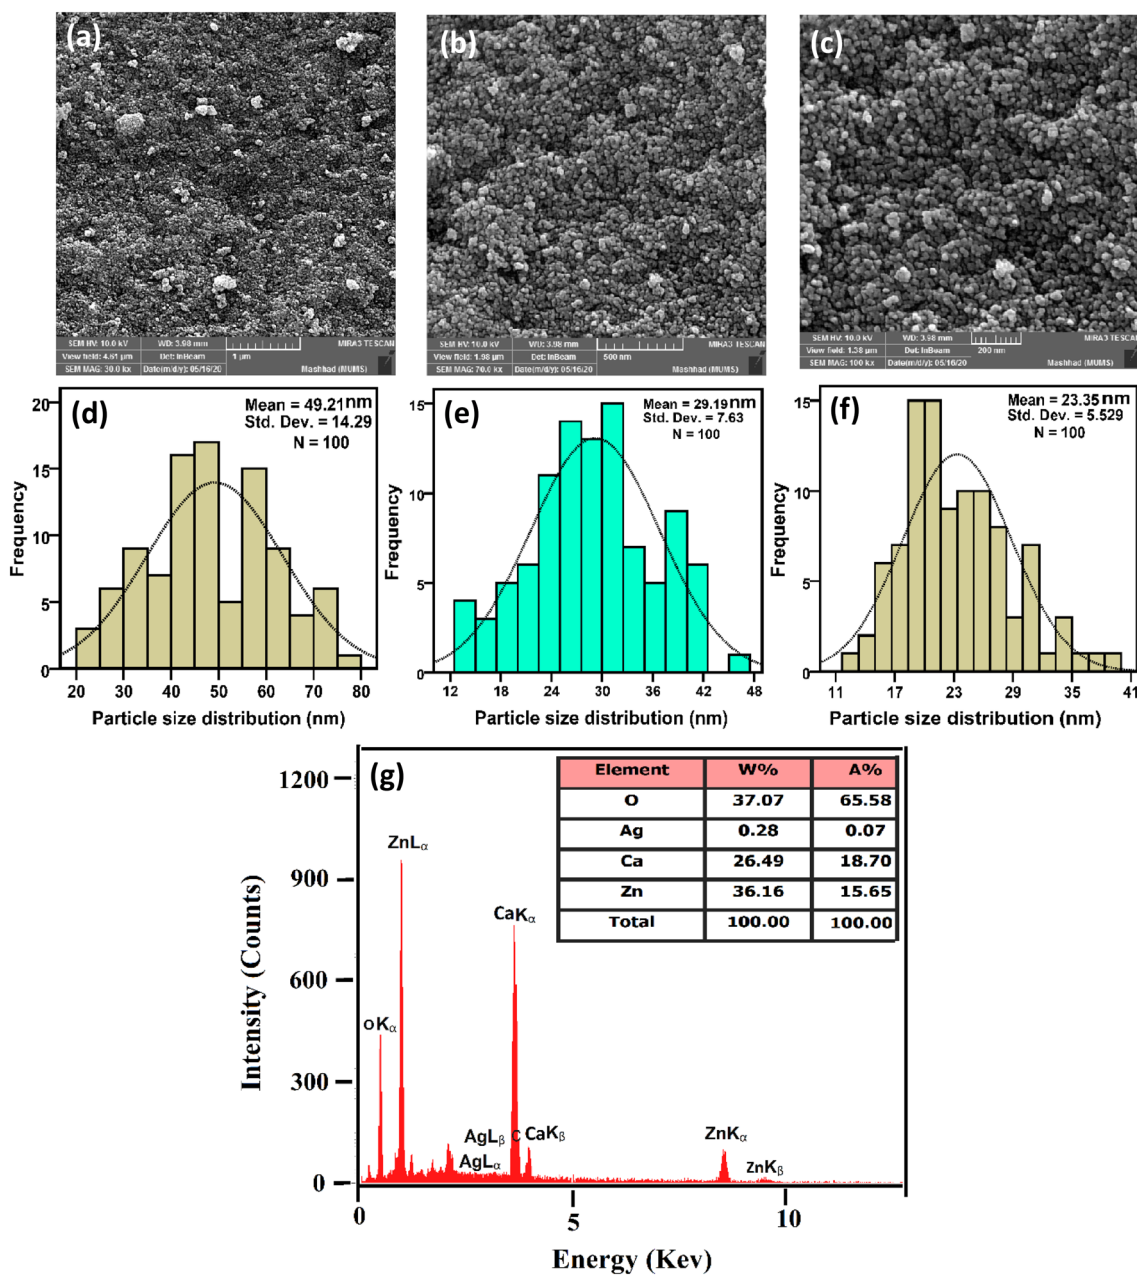 (a)
SEM HV: 10.0 kV WD: 3.98 mm MIRA3 TESCAN
View field: 4.61 µm Det: InBeam 1 µm
SEM MAG: 30.0 kx Date(m/d/y): 05/16/20 Mashhad (MUMS)
(b)
SEM HV: 10.0 kV WD: 3.98 mm MIRA3 TESCAN
View field: 1.98 µm Det: InBeam 500 nm
SEM MAG: 70.0 kx Date(m/d/y): 05/16/20 Mashhad (MUMS)
(c)
SEM HV: 10.0 kV WD: 3.98 mm MIRA3 TESCAN
View field: 1.38 µm Det: InBeam 200 nm
SEM MAG: 100 kx Date(m/d/y): 05/16/20 Mashhad (MUMS)
(d)
Mean = 49.21 nm
Std. Dev. = 14.29
N = 100
Frequency
20
15
10
5
0
20 30 40 50 60 70 80
Particle size distribution (nm)
(e)
Mean = 29.19 nm
Std. Dev. = 7.63
N = 100
Frequency
15
10
5
0
12 24 30 36 42 48
Particle size distribution (nm)
(f)
Mean = 23.35 nm
Std. Dev. = 5.529
N = 100
Frequency
15
10
5
0
11 17 23 29 35 41
Particle size distribution (nm)
(g)
Element W% A%
O 37.07 65.58
Ag 0.28 0.07
Ca 26.49 18.70
Zn 36.16 15.65
Total 100.00 100.00
Intensity (Counts)
1200
900
600
300
0
OKα
ZnLα
AgLβ
AgLα
C
CaKα
CaKβ
ZnKα
ZnKβ
0 5 10
Energy (Kev)